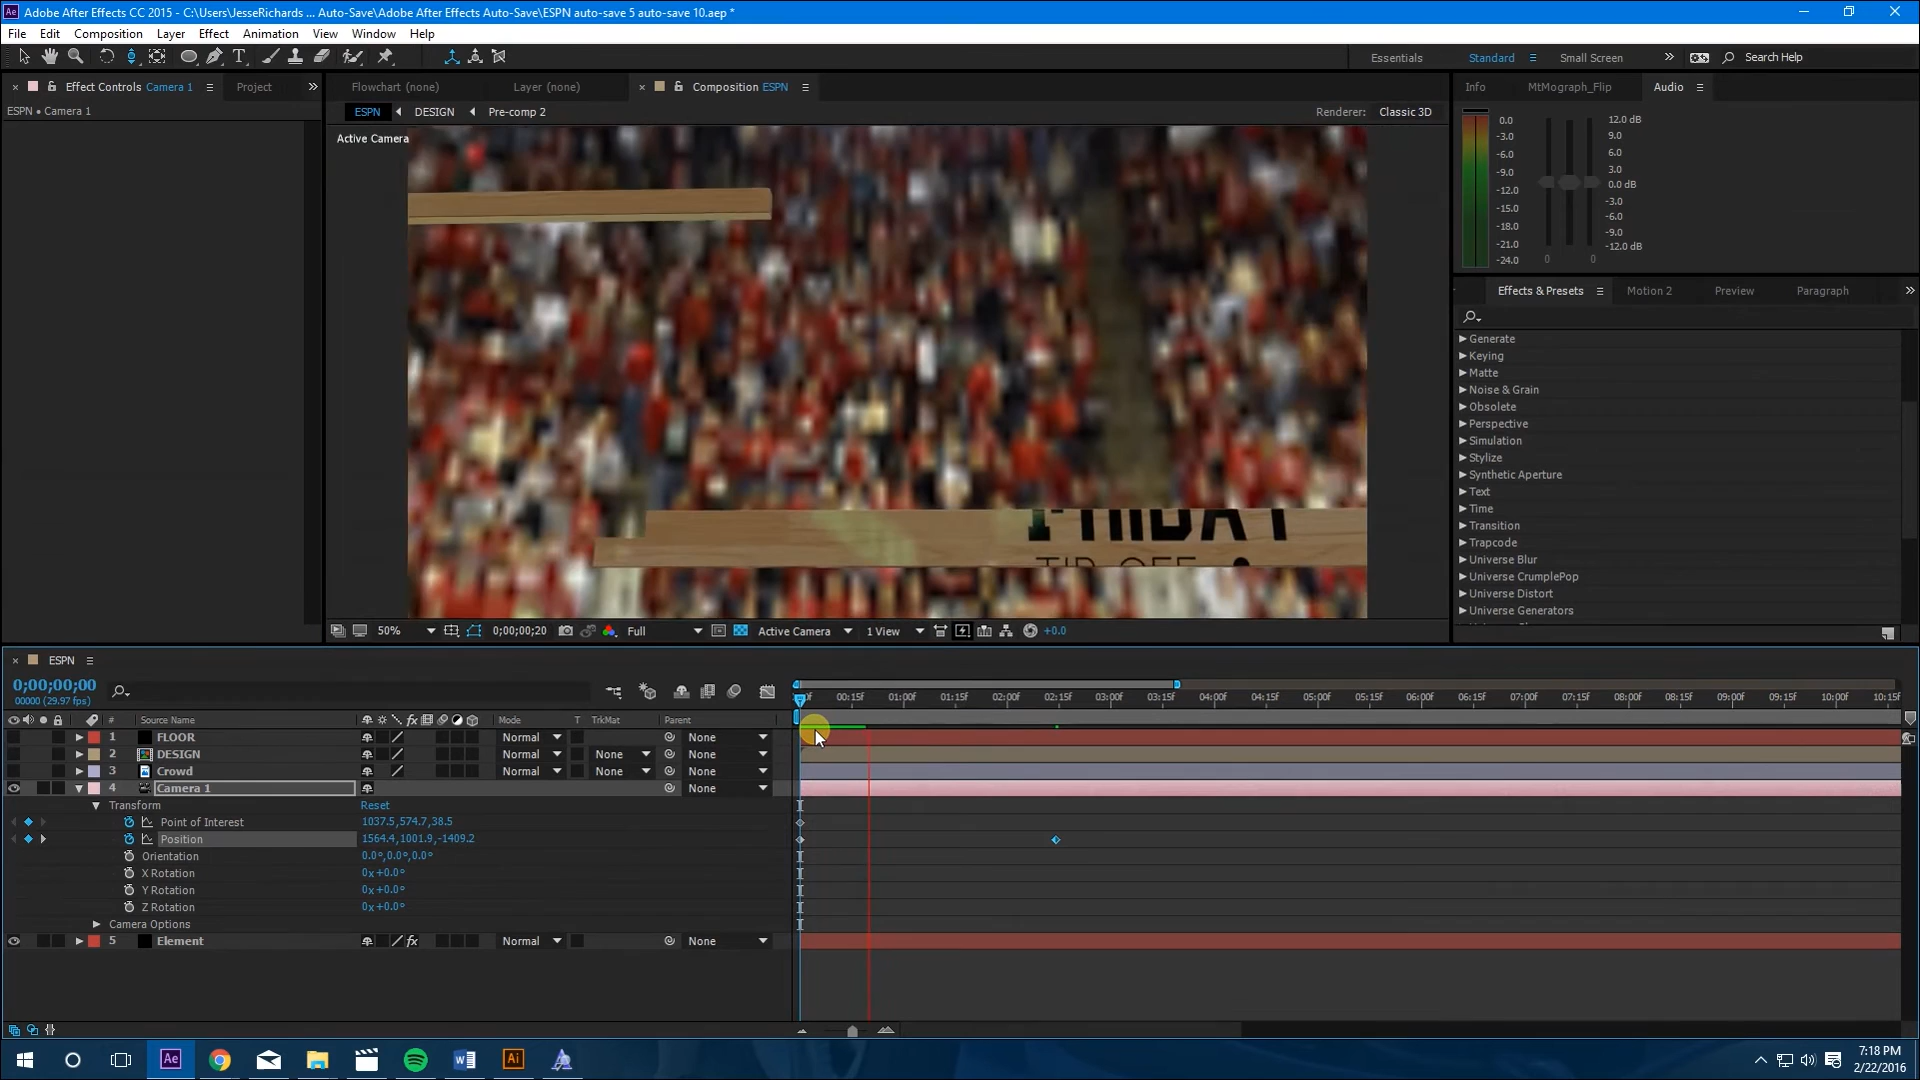 Adobe After Effects CC 2015 - C:\Users\JesseRichards ... Auto-Save\Adobe After Effects Auto-Save\ESPN auto-save 5 auto-save 10.aep *
File Edit Composition Layer Effect Animation View Window Help
T Essentials Standard Small Screen Search Help
Effect Controls Camera 1 Project
Flowchart (none) Layer (none) Composition ESPN
Info MtMograph_Flip Audio
ESPN • Camera 1
ESPN DESIGN Pre-comp 2 Renderer: Classic 3D
Active Camera
0.0
-3.0
-6.0
-9.0
-12.0
-15.0
-18.0
-21.0
-24.0
12.0 dB
9.0
6.0
3.0
0.0 dB
-3.0
-6.0
-9.0
-12.0 dB
0 0
Effects & Presets Motion 2 Preview Paragraph
Generate
Keying
Matte
Noise & Grain
Obsolete
Perspective
Simulation
Stylize
Synthetic Aperture
Text
Time
Transition
Trapcode
Universe Blur
Universe CrumplePop
Universe Distort
Universe Generators
FRIDAY
TIP OFF
50% 0;00;00;20 Full Active Camera 1 View +0.0
ESPN
0;00;00;00
00000 (29.97 fps)
00:15f 01:00f 01:15f 02:00f 02:15f 03:00f 03:15f 04:00f 04:15f 05:00f 05:15f 06:00f 06:15f 07:00f 07:15f 08:00f 08:15f 09:00f 09:15f 10:00f 10:15f
# Source Name fx Mode T TrkMat Parent
1 FLOOR Normal None
2 DESIGN Normal None None
3 Crowd Normal None None
4 Camera 1 None
Transform Reset
Point of Interest 1037.5,574.7,38.5
Position 1564.4,1001.9,-1409.2
Orientation 0.0°,0.0°,0.0°
X Rotation 0x+0.0°
Y Rotation 0x+0.0°
Z Rotation 0x+0.0°
Camera Options
5 Element fx Normal None
Ae W Ai
7:18 PM
2/22/2016